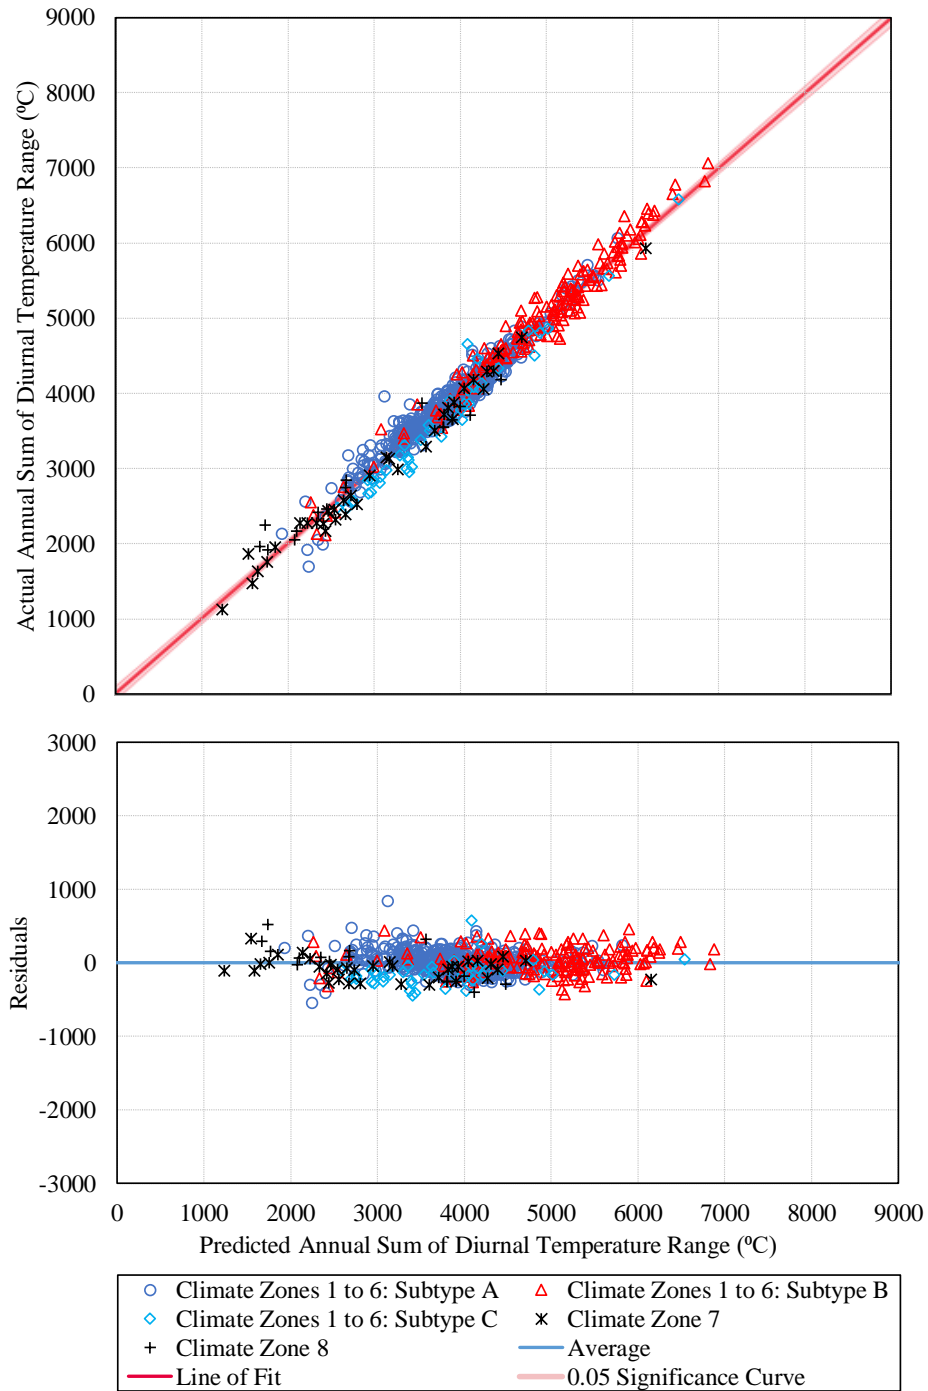 9000
8000
7000
6000
5000
4000
3000
2000
1000
0
Actual Annual Sum of Diurnal Temperature Range (ºC)
3000
2000
1000
0
-1000
-2000
-3000
Residuals
0 1000 2000 3000 4000 5000 6000 7000 8000 9000
Predicted Annual Sum of Diurnal Temperature Range (ºC)
Climate Zones 1 to 6: Subtype A Climate Zones 1 to 6: Subtype B
Climate Zones 1 to 6: Subtype C Climate Zone 7
Climate Zone 8 Average
Line of Fit 0.05 Significance Curve